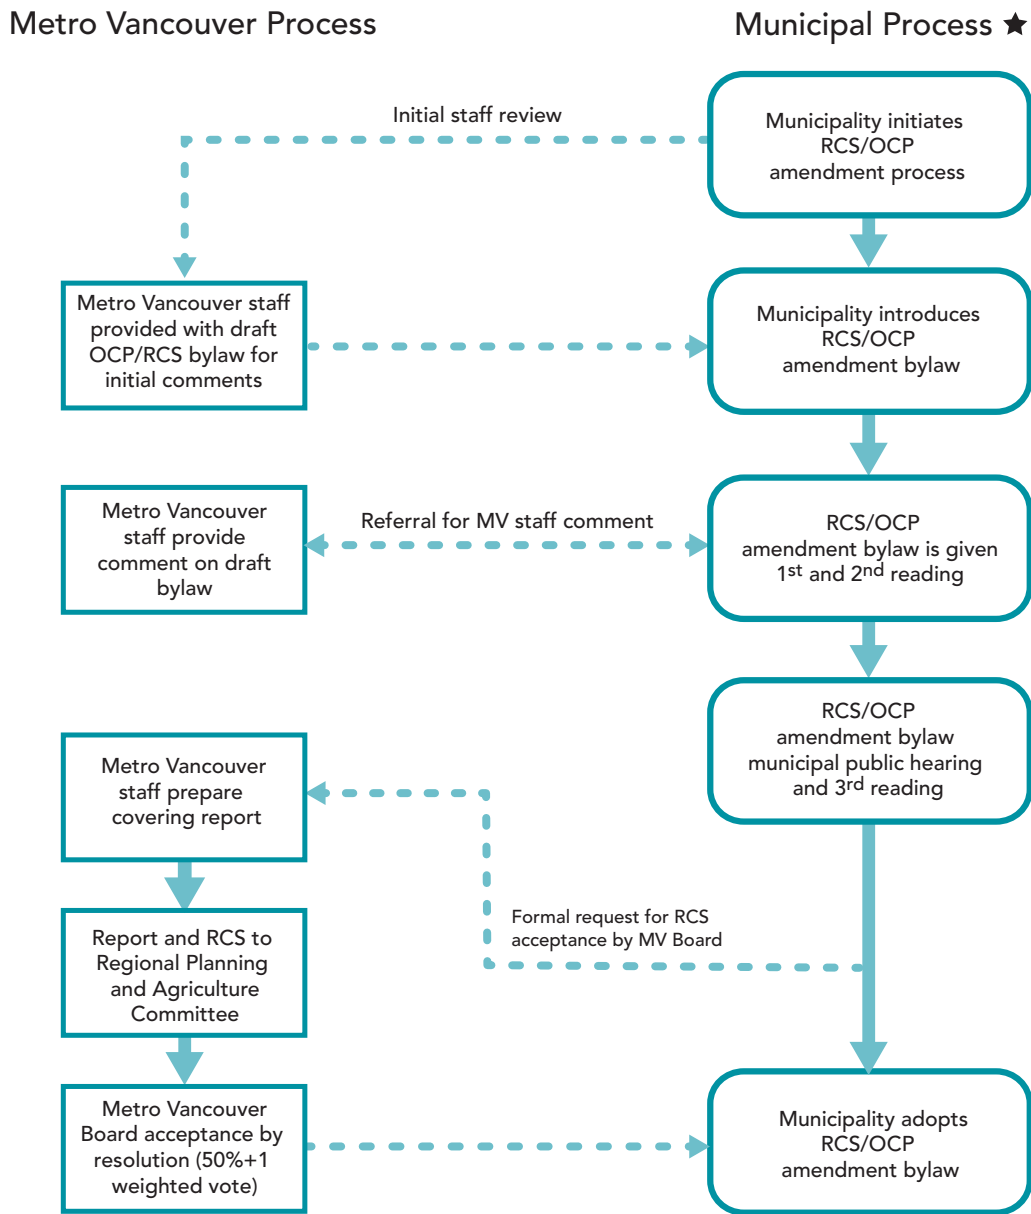 Metro Vancouver Process
Municipal Process ★
Initial staff review
Municipality initiates
RCS/OCP
amendment process
Metro Vancouver staff
provided with draft
OCP/RCS bylaw for
initial comments
Municipality introduces
RCS/OCP
amendment bylaw
Metro Vancouver
staff provide
comment on draft
bylaw
Referral for MV staff comment
RCS/OCP
amendment bylaw is given
1st and 2nd reading
RCS/OCP
amendment bylaw
municipal public hearing
and 3rd reading
Metro Vancouver
staff prepare
covering report
Formal request for RCS
acceptance by MV Board
Report and RCS to
Regional Planning
and Agriculture
Committee
Metro Vancouver
Board acceptance by
resolution (50%+1
weighted vote)
Municipality adopts
RCS/OCP
amendment bylaw